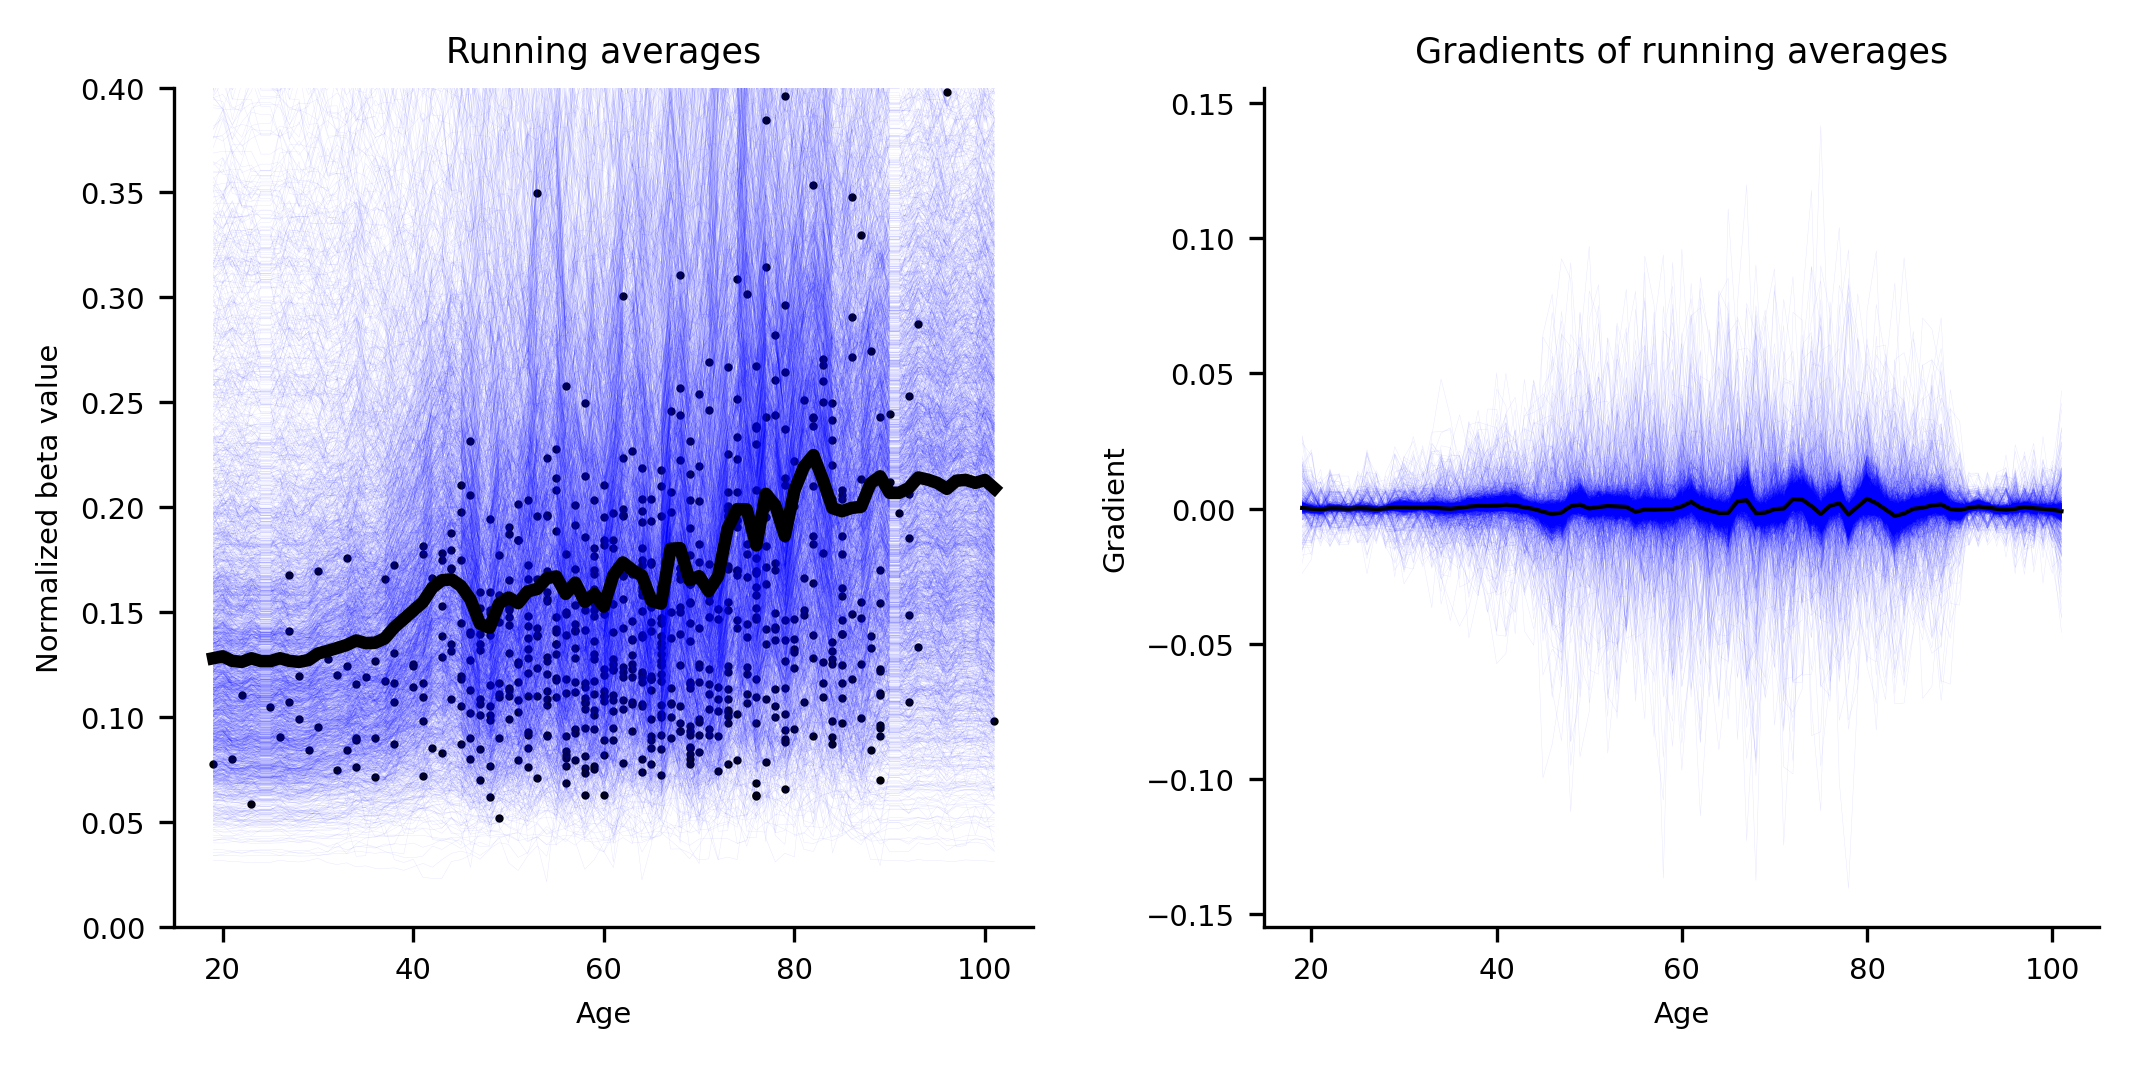 Running averages
0.40
0.35
0.30
0.25
0.20
0.15
0.10
0.05
0.00
Normalized beta value
20 40 60 80 100
Age
Gradients of running averages
0.15
0.10
0.05
0.00
−0.05
−0.10
−0.15
Gradient
20 40 60 80 100
Age